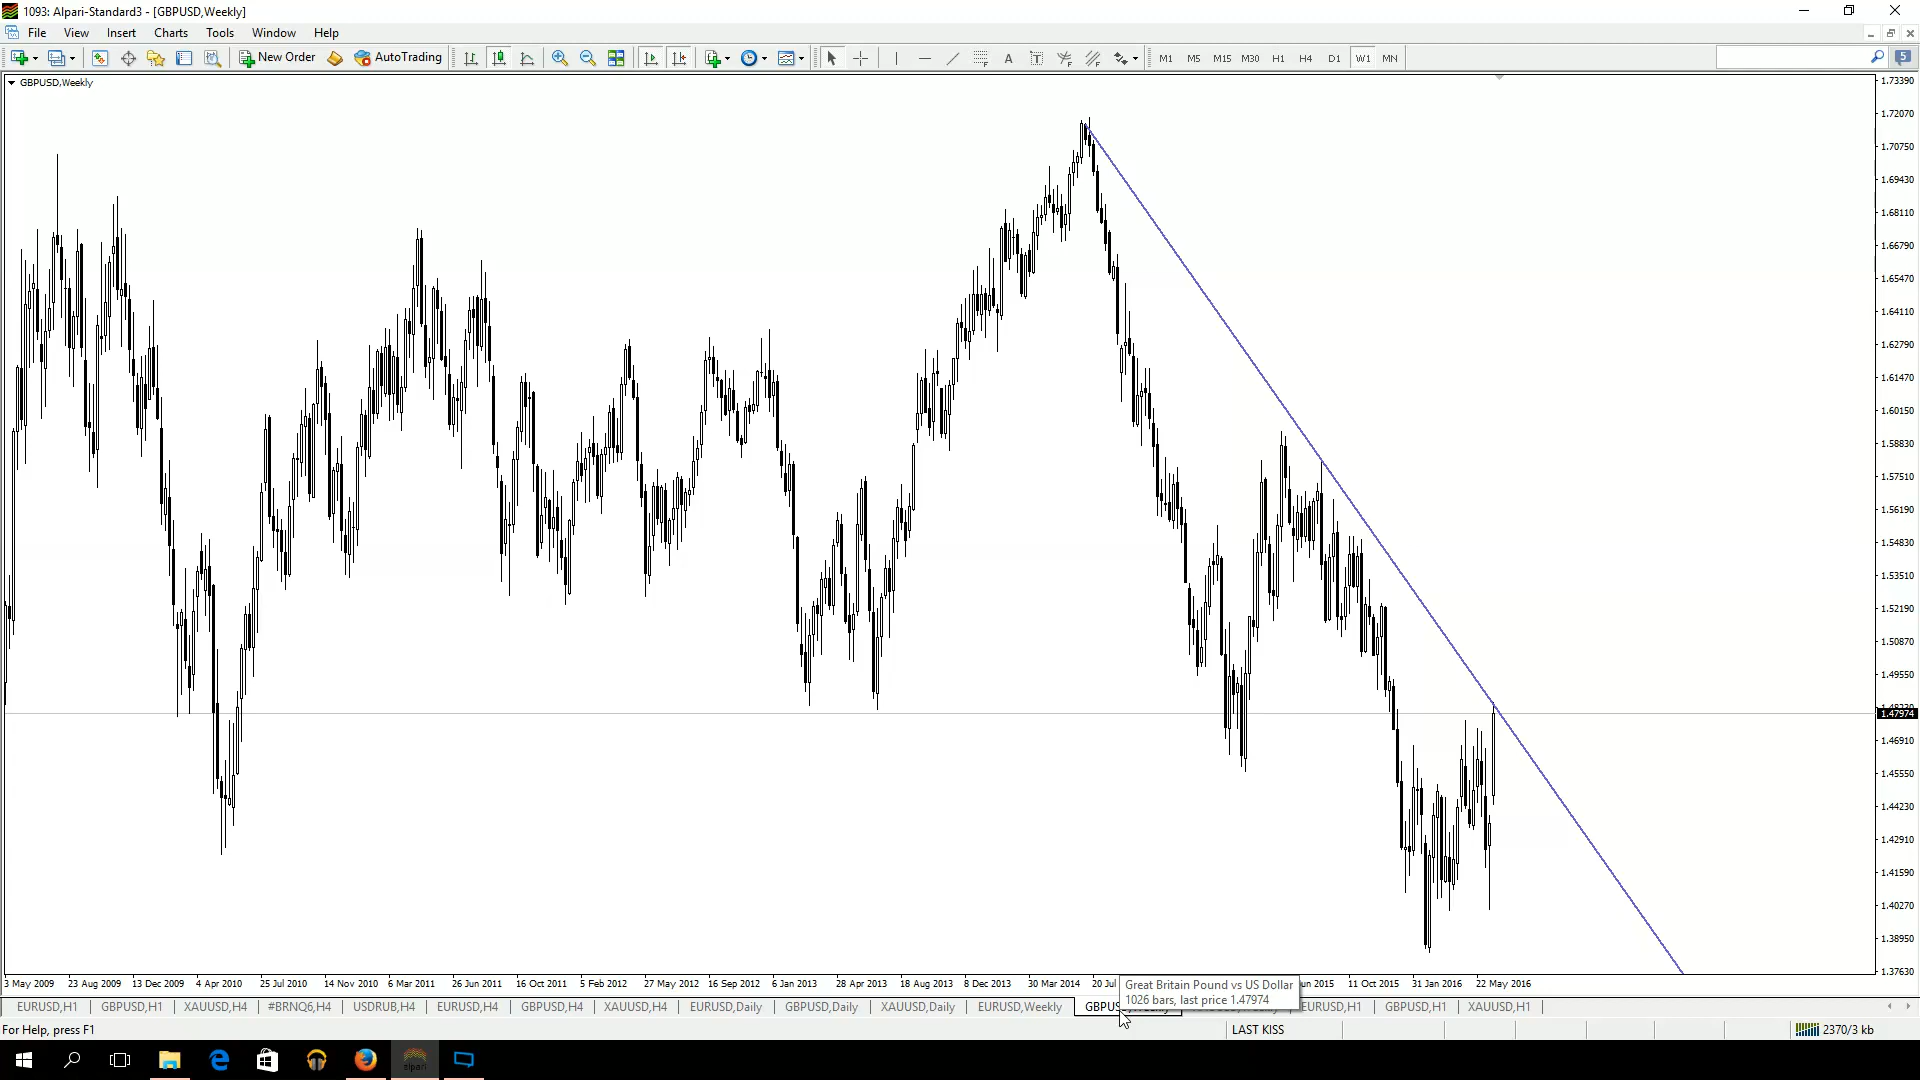 1093: Alpari-Standard3 - [GBPUSD,Weekly]
File View Insert Charts Tools Window Help
New Order AutoTrading A T M1 M5 M15 M30 H1 H4 D1 W1 MN 5
GBPUSD,Weekly
1.73390
1.72070
1.70750
1.69430
1.68110
1.66790
1.65470
1.64110
1.62790
1.61470
1.60150
1.58830
1.57510
1.56190
1.54830
1.53510
1.52190
1.50870
1.49550
1.47974
1.46910
1.45550
1.44230
1.42910
1.41590
1.40270
1.38950
1.37630
3 May 2009 23 Aug 2009 13 Dec 2009 4 Apr 2010 25 Jul 2010 14 Nov 2010 6 Mar 2011 26 Jun 2011 16 Oct 2011 5 Feb 2012 27 May 2012 16 Sep 2012 6 Jan 2013 28 Apr 2013 18 Aug 2013 8 Dec 2013 30 Mar 2014 20 Jul un 2015 11 Oct 2015 31 Jan 2016 22 May 2016
Great Britain Pound vs US Dollar
1026 bars, last price 1.47974
EURUSD,H1 GBPUSD,H1 XAUUSD,H4 #BRNQ6,H4 USDRUB,H4 EURUSD,H4 GBPUSD,H4 XAUUSD,H4 EURUSD,Daily GBPUSD,Daily XAUUSD,Daily EURUSD,Weekly EURUSD,H1 GBPUSD,H1 XAUUSD,H1
For Help, press F1 LAST KISS 2370/3 kb
alpari